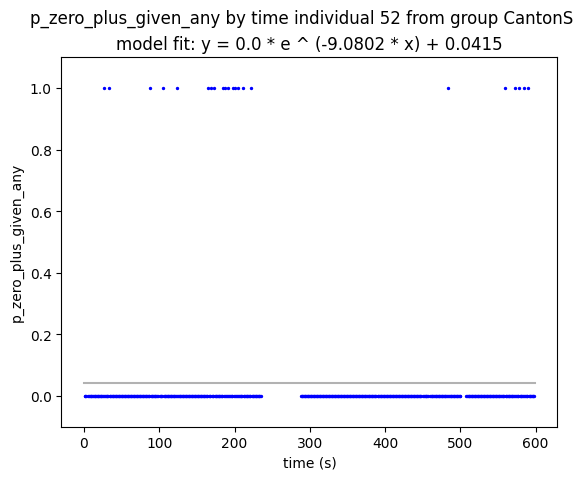 p_zero_plus_given_any by time individual 52 from group CantonS
model fit: y = 0.0 * e ^ (-9.0802 * x) + 0.0415
1.0
0.8
0.6
0.4
0.2
0.0
p_zero_plus_given_any
0 100 200 300 400 500 600
time (s)